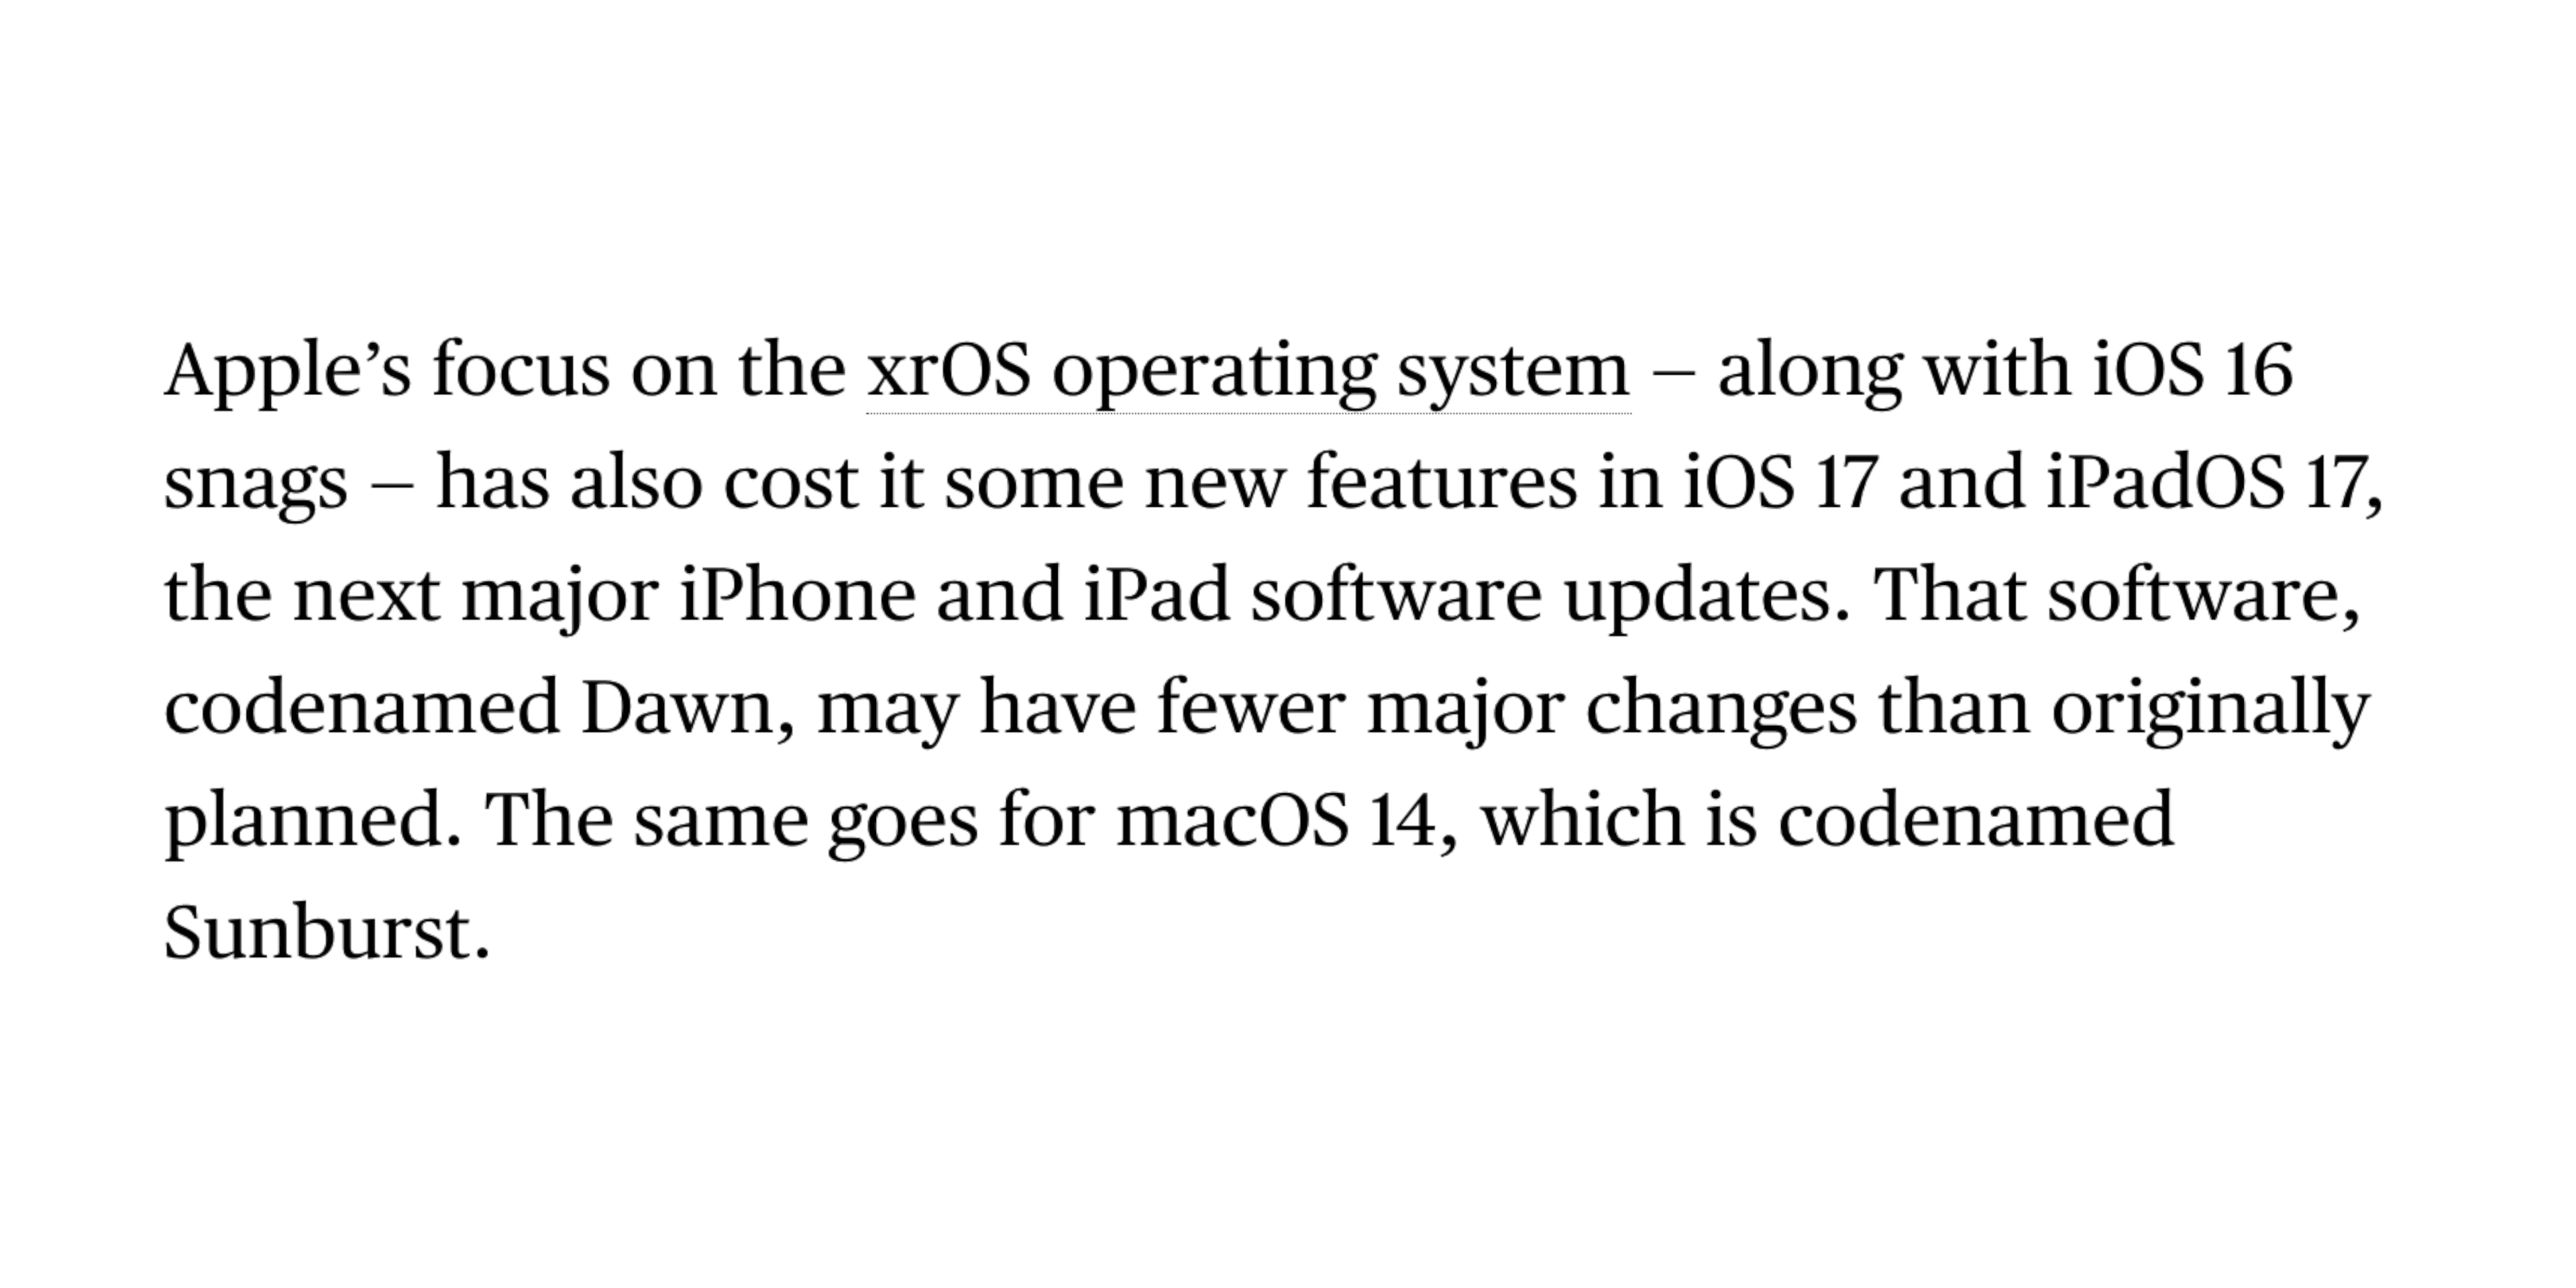 Apple’s focus on the xrOS operating system – along with iOS 16
snags – has also cost it some new features in iOS 17 and iPadOS 17,
the next major iPhone and iPad software updates. That software,
codenamed Dawn, may have fewer major changes than originally
planned. The same goes for macOS 14, which is codenamed
Sunburst.